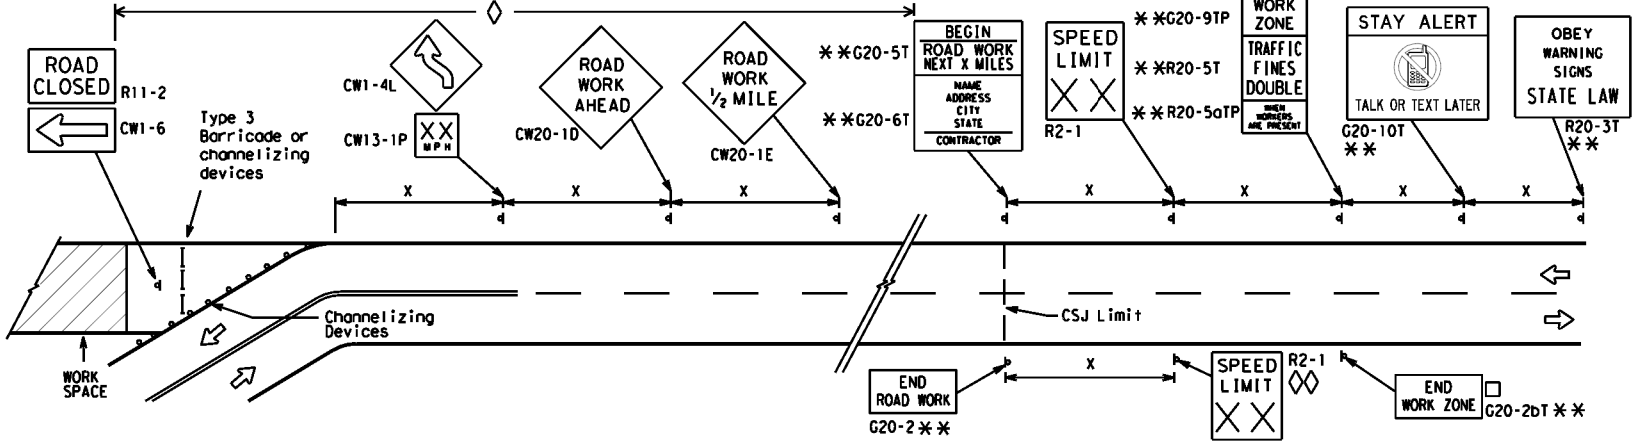 ROAD
CLOSED
R11-2
CW1-6
Type 3
Barricade or
channelizing
devices
CW1-4L
XX
MPH
CW13-1P
ROAD
WORK
AHEAD
CW20-1D
ROAD
WORK
1/2 MILE
CW20-1E
**G20-5T
**G20-6T
BEGIN
ROAD WORK
NEXT X MILES
NAME
ADDRESS
CITY
STATE
CONTRACTOR
SPEED
LIMIT
XX
R2-1
**G20-9TP
**R20-5T
**R20-5aTP
WORK
ZONE
TRAFFIC
FINES
DOUBLE
WHEN
WORKERS
ARE PRESENT
STAY ALERT
TALK OR TEXT LATER
G20-10T
**
OBEY
WARNING
SIGNS
STATE LAW
R20-3T
**
X
X
X
X
X
X
X
Channelizing
Devices
CSJ Limit
WORK
SPACE
X
END
ROAD WORK
G20-2**
SPEED
LIMIT
XX
R2-1
END
WORK ZONE
G20-2bT **